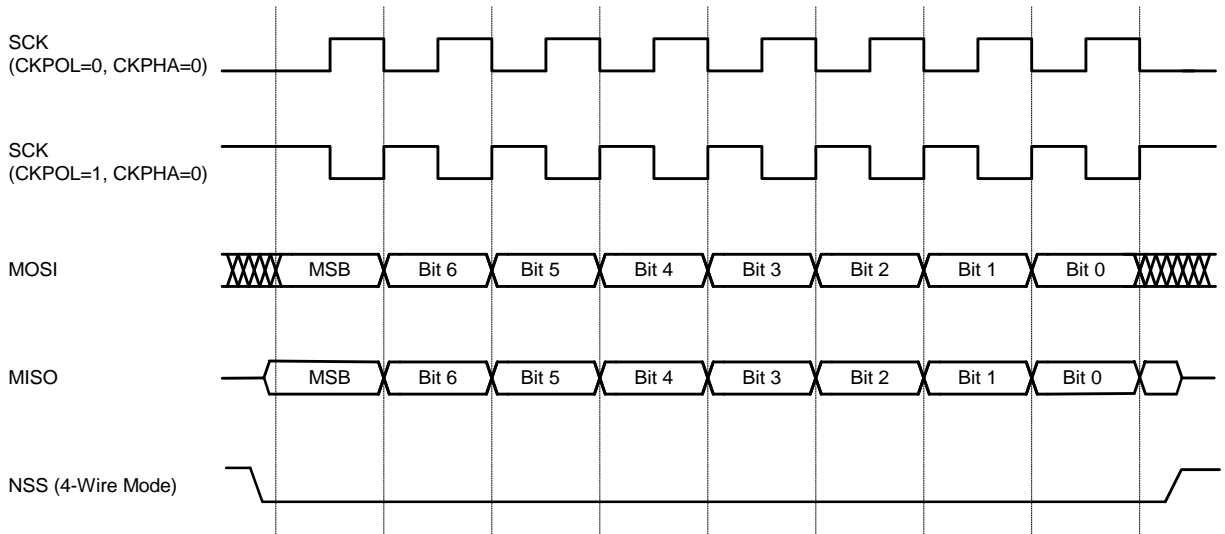 SCK
(CKPOL=0, CKPHA=0)
SCK
(CKPOL=1, CKPHA=0)
MOSI
MSB Bit 6 Bit 5 Bit 4 Bit 3 Bit 2 Bit 1 Bit 0
MISO
MSB Bit 6 Bit 5 Bit 4 Bit 3 Bit 2 Bit 1 Bit 0
NSS (4-Wire Mode)